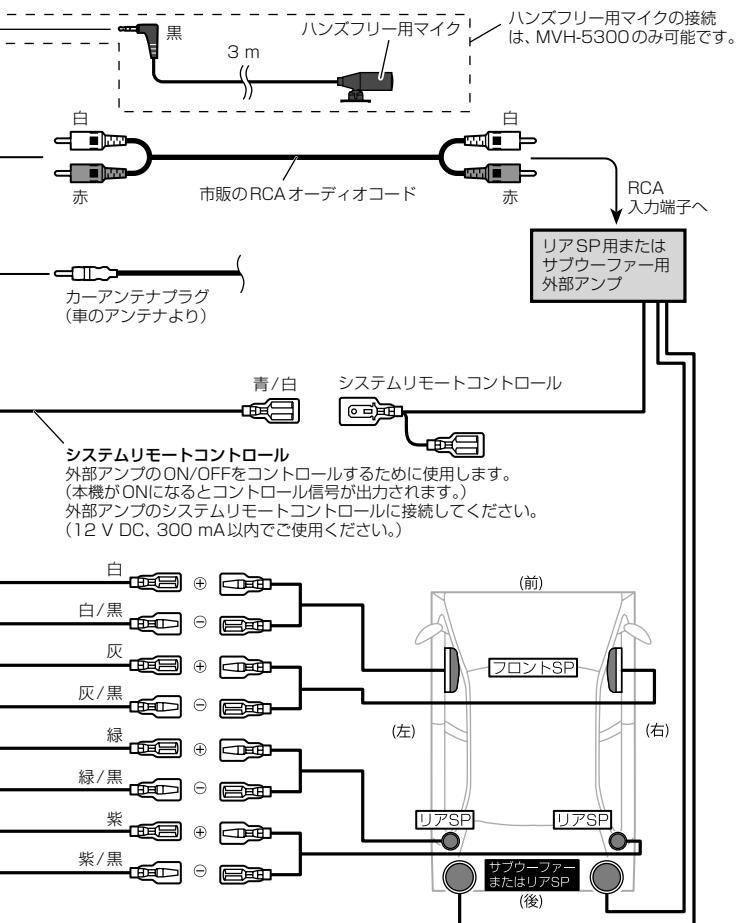 黒
ハンズフリー用マイク
ハンズフリー用マイクの接続
は、MVH-5300のみ可能です。
3 m
白
白
赤
市販のRCAオーディオコード
赤
RCA
入力端子へ
リアSP用または
サブウーファー用
外部アンプ
カーアンテナプラグ
(車のアンテナより)
青/白
システムリモートコントロール
システムリモートコントロール
外部アンプのON/OFFをコントロールするために使用します。
(本機がONになるとコントロール信号が出力されます。)
外部アンプのシステムリモートコントロールに接続してください。
(12 V DC、300 mA以内でご使用ください。)
白
⊕
白/黒
⊖
灰
⊕
灰/黒
⊖
緑
⊕
緑/黒
⊖
紫
⊕
紫/黒
⊖
(前)
フロントSP
(左)
(右)
リアSP
リアSP
サブウーファー
またはリアSP
(後)